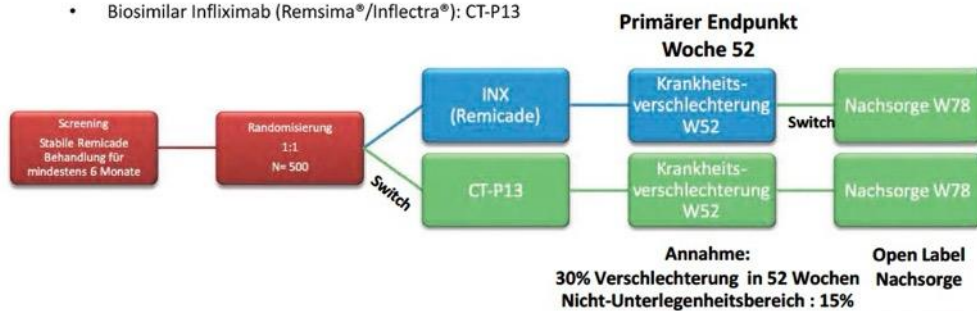 • Biosimilar Infliximab (Remsima®/Inflectra®): CT-P13
Primärer Endpunkt
Woche 52
Screening
Stabile Remicade
Behandlung für
mindestens 6 Monate
Randomisierung
1:1
N= 500
Switch
INX
(Remicade)
Krankheits-
verschlechterung
W52
Switch
Nachsorge W78
CT-P13
Krankheits-
verschlechterung
W52
Nachsorge W78
Annahme:
30% Verschlechterung in 52 Wochen
Nicht-Unterlegenheitsbereich : 15%
Open Label
Nachsorge